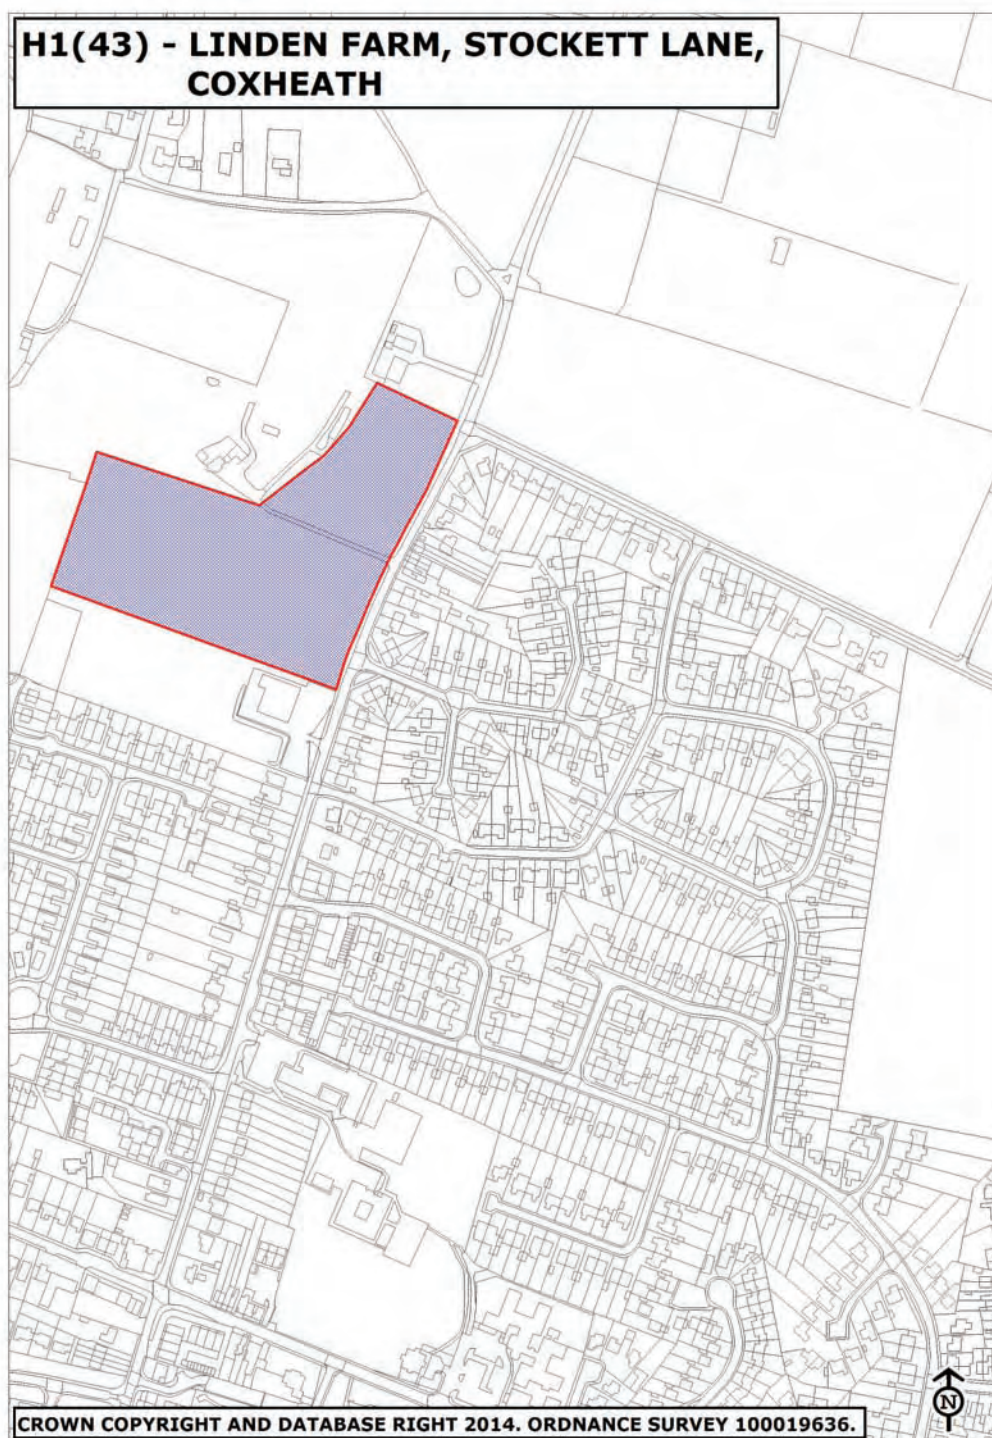 H1(43) - LINDEN FARM, STOCKETT LANE,
COXHEATH
N
CROWN COPYRIGHT AND DATABASE RIGHT 2014. ORDNANCE SURVEY 100019636.